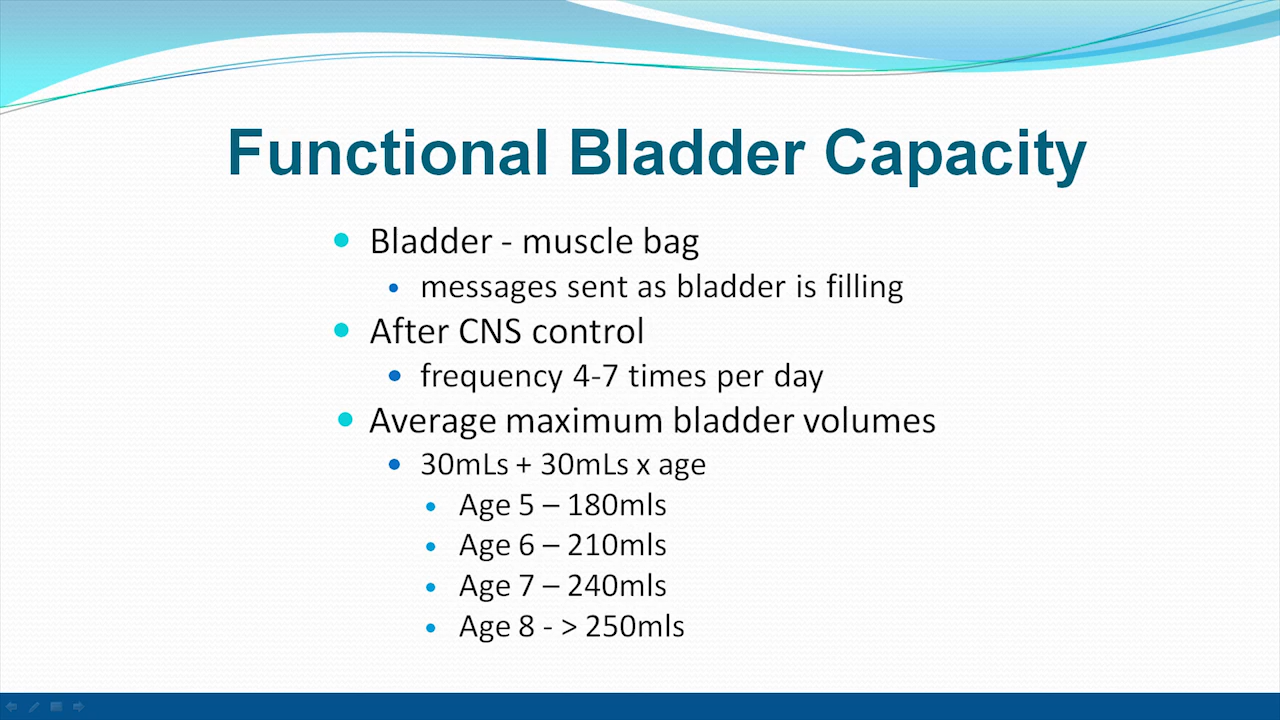 Functional Bladder Capacity
Bladder - muscle bag
messages sent as bladder is filling
After CNS control
frequency 4-7 times per day
Average maximum bladder volumes
30mLs + 30mLs x age
Age 5 – 180mls
Age 6 – 210mls
Age 7 – 240mls
Age 8 - > 250mls